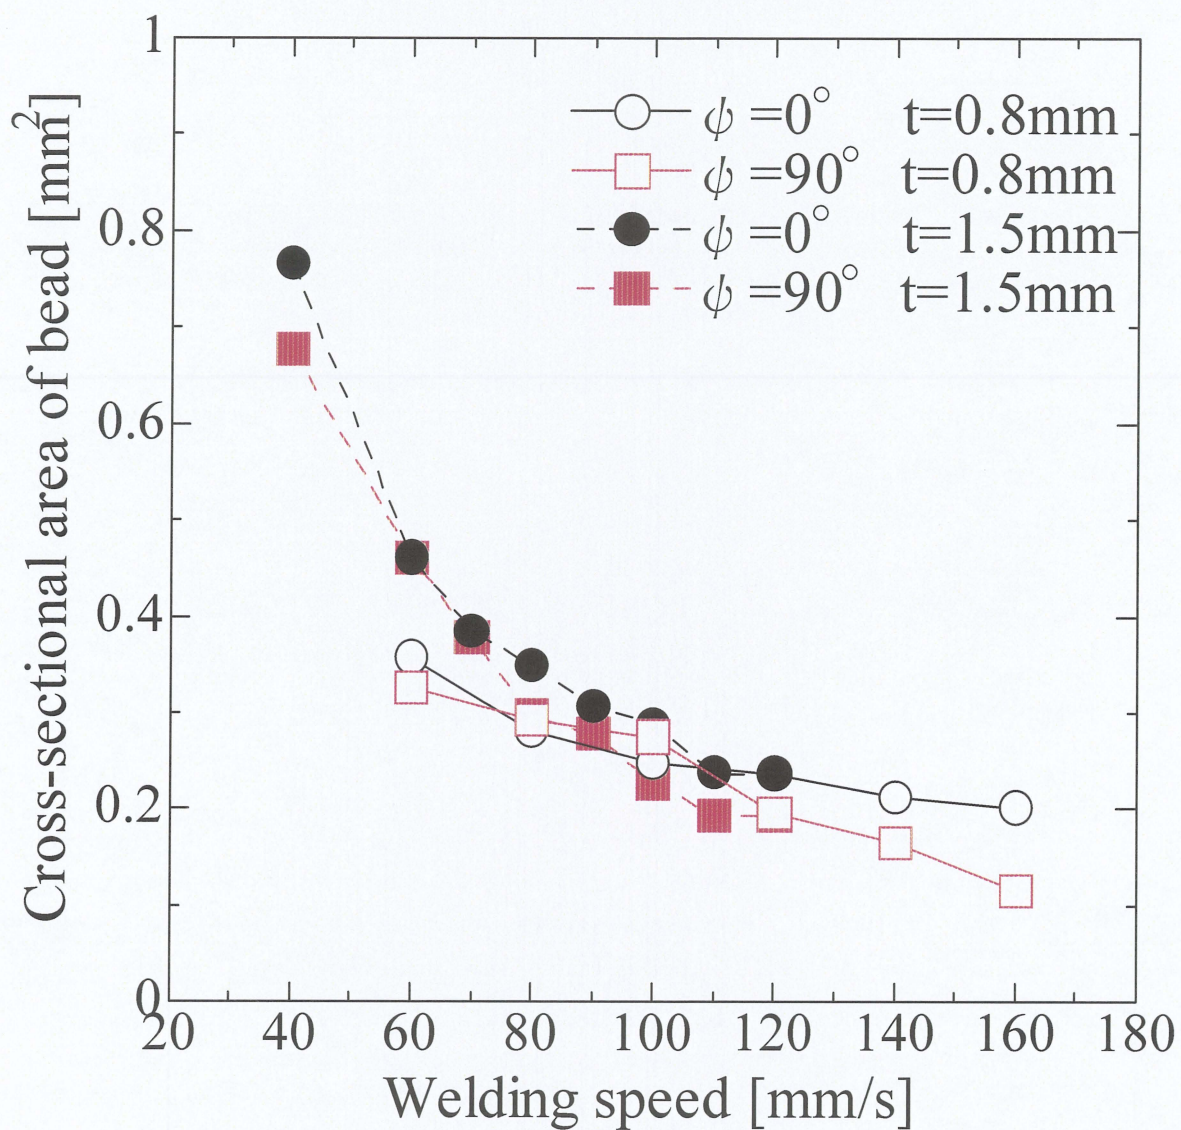 1
0.8
0.6
0.4
0.2
0
20 40 60 80 100 120 140 160 180
Cross-sectional area of bead [mm²]
Welding speed [mm/s]
ψ =0° t=0.8mm
ψ =90° t=0.8mm
ψ =0° t=1.5mm
ψ =90° t=1.5mm